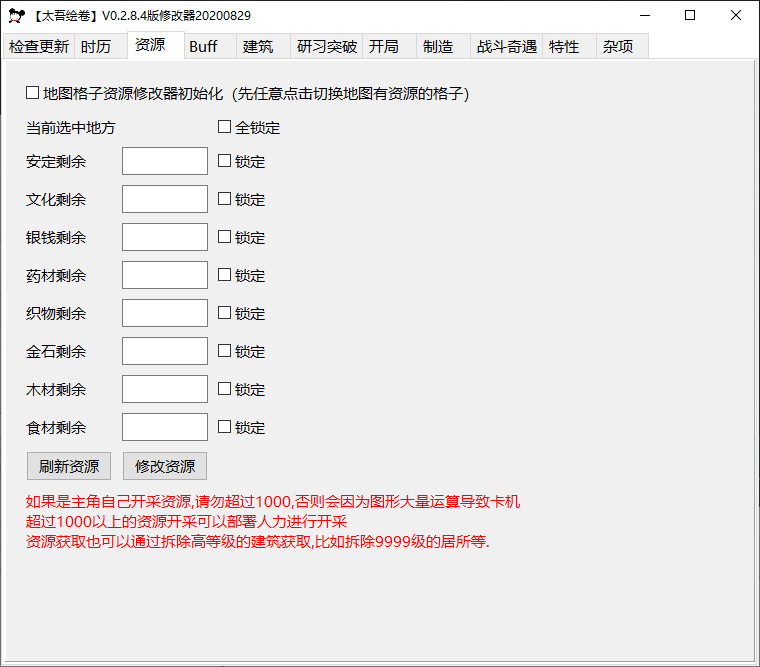 【太吾绘卷】V0.2.8.4版修改器20200829
检查更新 时历 资源 Buff 建筑 研习突破 开局 制造 战斗奇遇 特性 杂项
地图格子资源修改器初始化（先任意点击切换地图有资源的格子）
当前选中地方 全锁定
安定剩余 锁定
文化剩余 锁定
银钱剩余 锁定
药材剩余 锁定
织物剩余 锁定
金石剩余 锁定
木材剩余 锁定
食材剩余 锁定
刷新资源 修改资源
如果是主角自己开采资源,请勿超过1000,否则会因为图形大量运算导致卡机
超过1000以上的资源开采可以部署人力进行开采
资源获取也可以通过拆除高等级的建筑获取,比如拆除9999级的居所等.